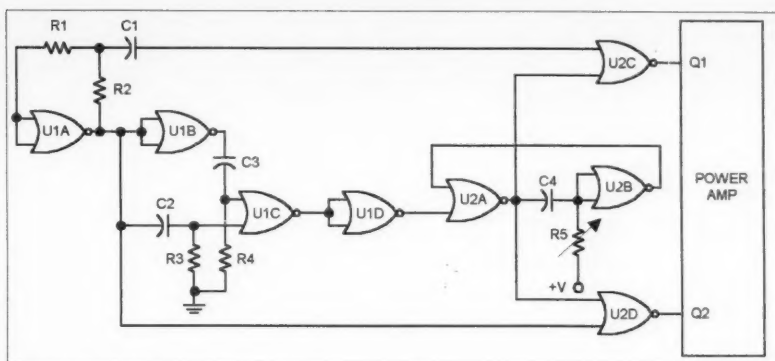 R1
C1
R2
U1A
U1B
C3
C2
U1C
R3
R4
U1D
U2A
C4
U2B
R5
+V
U2C
Q1
U2D
Q2
POWER
AMP